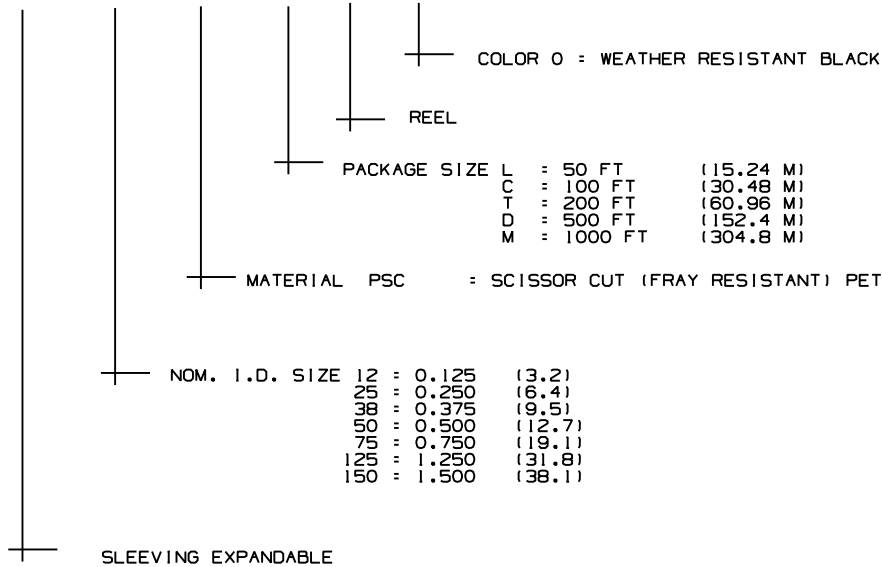 COLOR 0 = WEATHER RESISTANT BLACK
REEL
PACKAGE SIZE L = 50 FT (15.24 M)
C = 100 FT (30.48 M)
T = 200 FT (60.96 M)
D = 500 FT (152.4 M)
M = 1000 FT (304.8 M)
MATERIAL PSC = SCISSOR CUT (FRAY RESISTANT) PET
NOM. I.D. SIZE 12 = 0.125 (3.2)
25 = 0.250 (6.4)
38 = 0.375 (9.5)
50 = 0.500 (12.7)
75 = 0.750 (19.1)
125 = 1.250 (31.8)
150 = 1.500 (38.1)
SLEEVING EXPANDABLE